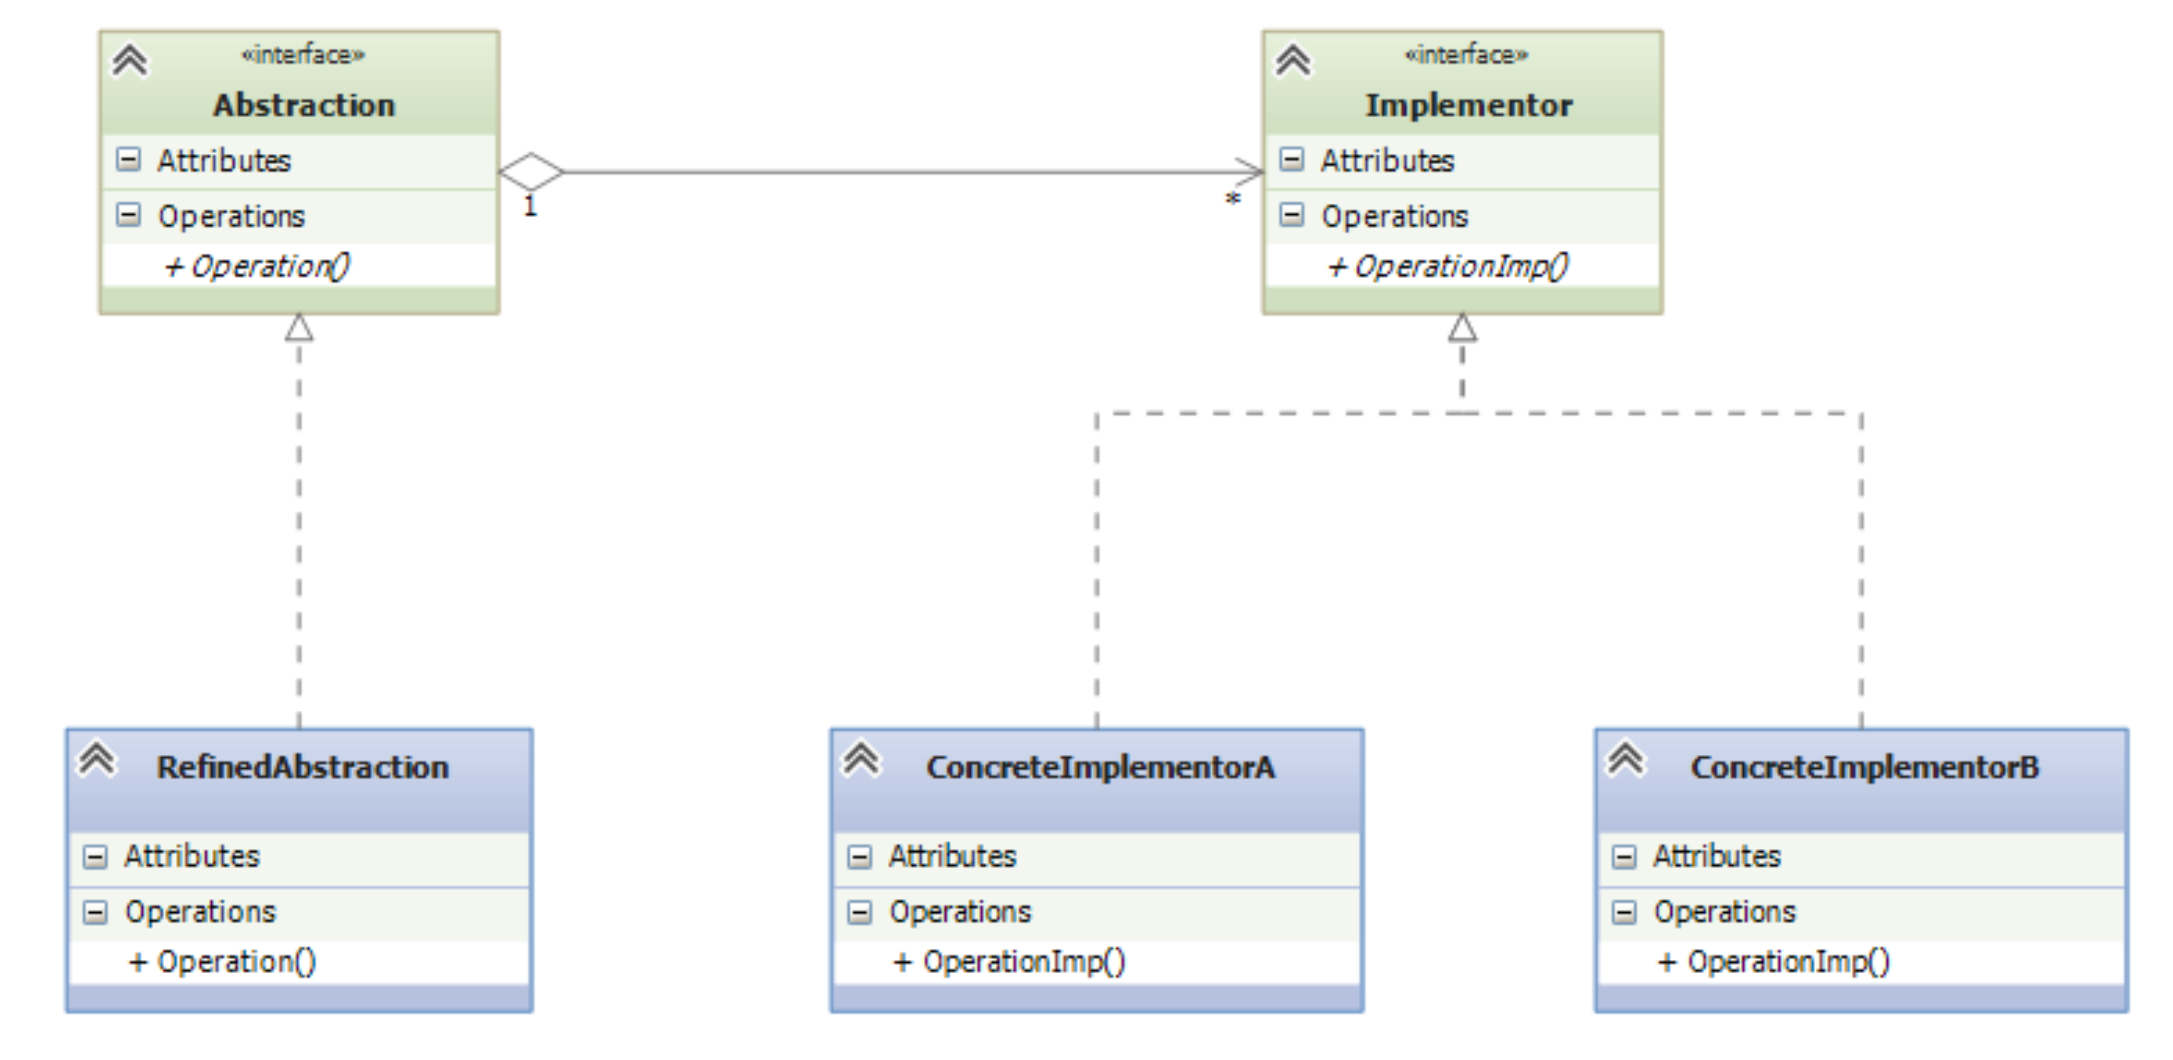 «interface»
Abstraction
Attributes
Operations
+ Operation()
1
*
«interface»
Implementor
Attributes
Operations
+ OperationImp()
RefinedAbstraction
Attributes
Operations
+ Operation()
ConcreteImplementorA
Attributes
Operations
+ OperationImp()
ConcreteImplementorB
Attributes
Operations
+ OperationImp()